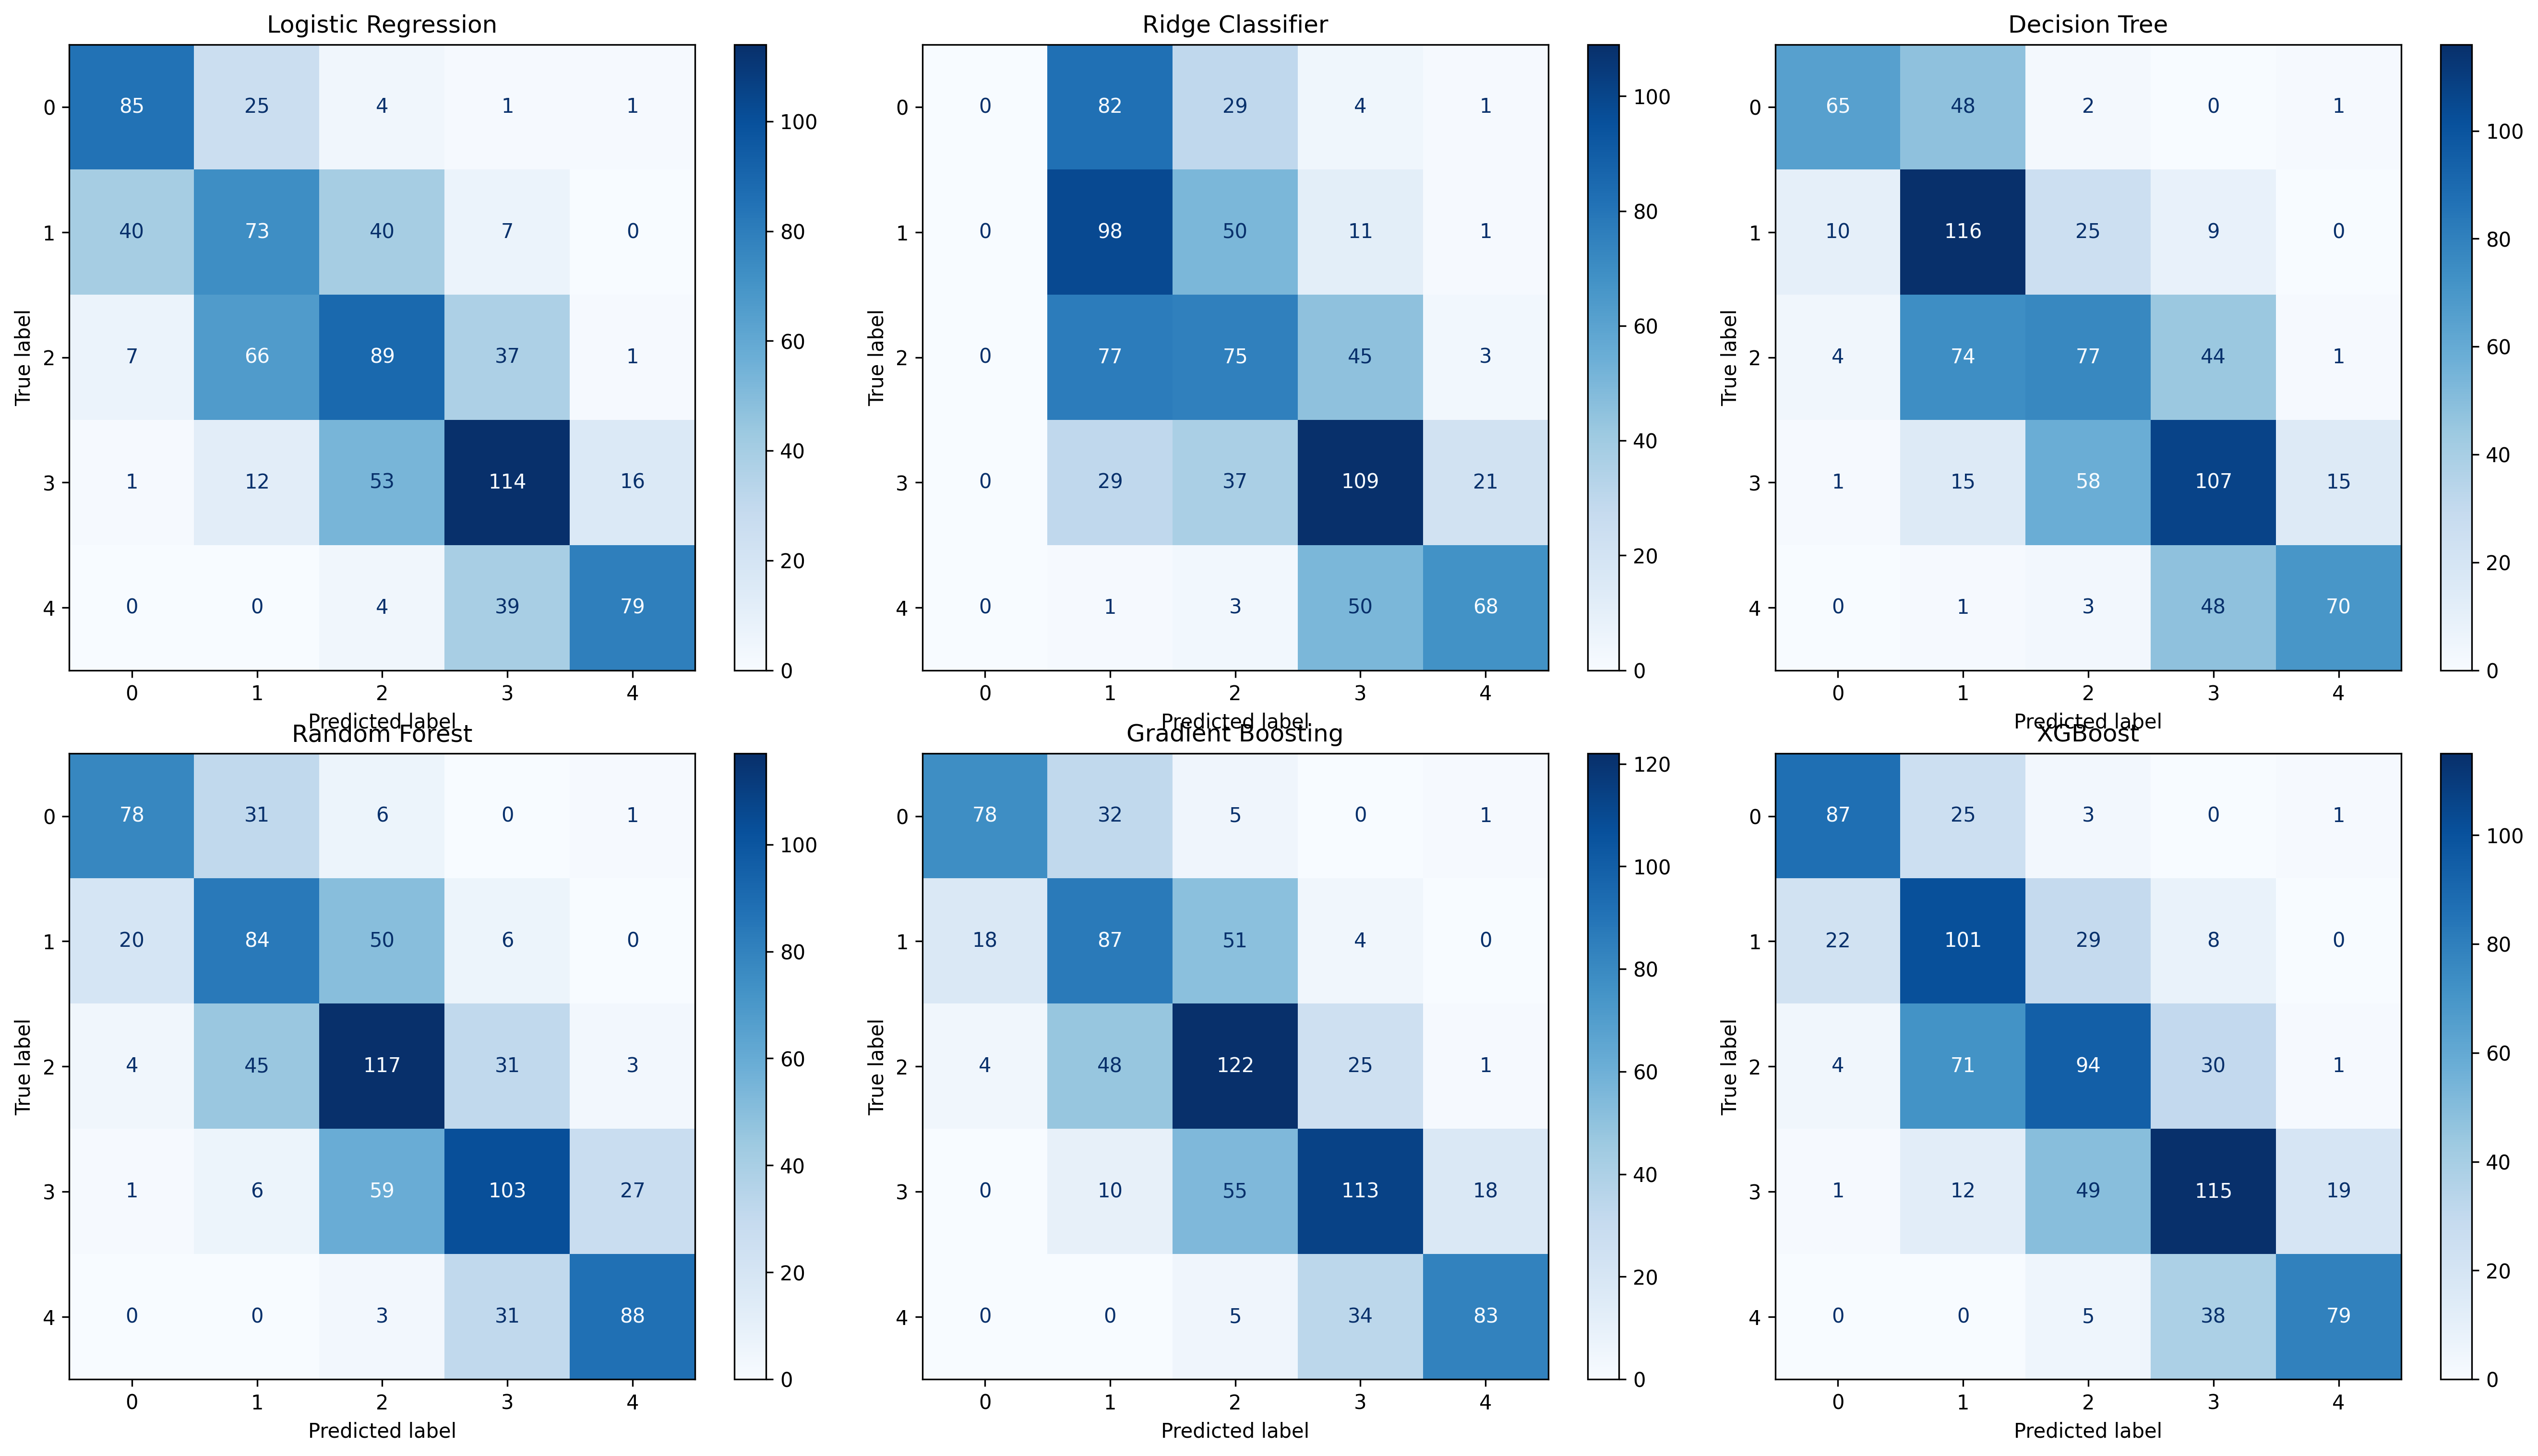 Logistic Regression
0 85 25 4 1 1
1 40 73 40 7 0
2 7 66 89 37 1
3 1 12 53 114 16
4 0 0 4 39 79
0 1 2 3 4
True label
Predicted label
100
80
60
40
20
0
Ridge Classifier
0 0 82 29 4 1
1 0 98 50 11 1
2 0 77 75 45 3
3 0 29 37 109 21
4 0 1 3 50 68
0 1 2 3 4
True label
Predicted label
100
80
60
40
20
0
Decision Tree
0 65 48 2 0 1
1 10 116 25 9 0
2 4 74 77 44 1
3 1 15 58 107 15
4 0 1 3 48 70
0 1 2 3 4
True label
Predicted label
100
80
60
40
20
0
Random Forest
0 78 31 6 0 1
1 20 84 50 6 0
2 4 45 117 31 3
3 1 6 59 103 27
4 0 0 3 31 88
0 1 2 3 4
True label
Predicted label
100
80
60
40
20
0
Gradient Boosting
0 78 32 5 0 1
1 18 87 51 4 0
2 4 48 122 25 1
3 0 10 55 113 18
4 0 0 5 34 83
0 1 2 3 4
True label
Predicted label
120
100
80
60
40
20
0
XGBoost
0 87 25 3 0 1
1 22 101 29 8 0
2 4 71 94 30 1
3 1 12 49 115 19
4 0 0 5 38 79
0 1 2 3 4
True label
Predicted label
100
80
60
40
20
0